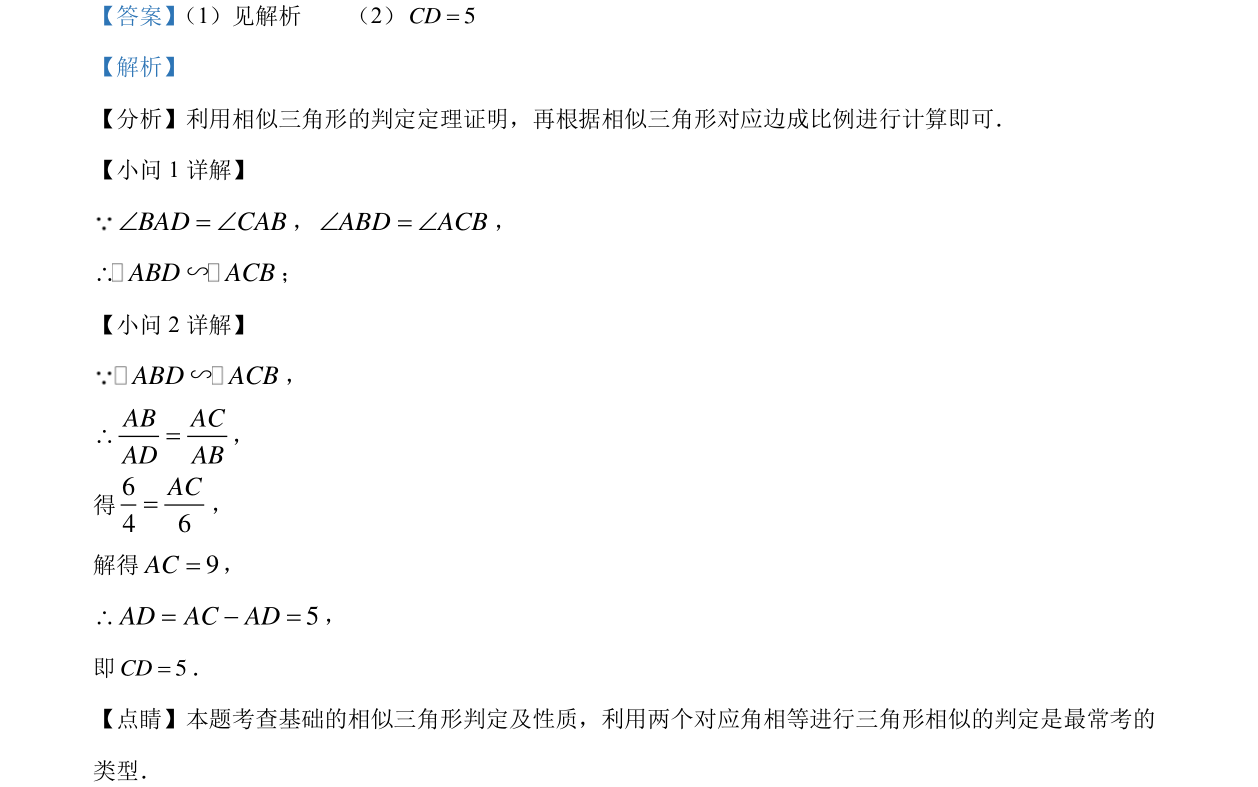 【答案】（1）见解析　　（2）CD = 5
【解析】
【分析】利用相似三角形的判定定理证明，再根据相似三角形对应边成比例进行计算即可．
【小问 1 详解】
∵∠BAD = ∠CAB，∠ABD = ∠ACB，
∴□ABD∽□ACB；
【小问 2 详解】
∵□ABD∽□ACB，
∴AB/AD = AC/AB，
得6/4 = AC/6，
解得 AC = 9，
∴AD = AC − AD = 5，
即CD = 5．
【点睛】本题考查基础的相似三角形判定及性质，利用两个对应角相等进行三角形相似的判定是最常考的
类型．